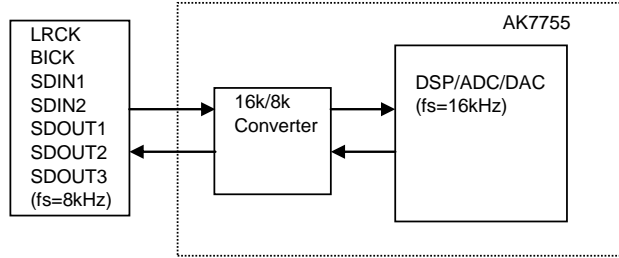 AK7755
LRCK
BICK
SDIN1
SDIN2
SDOUT1
SDOUT2
SDOUT3
(fs=8kHz)
16k/8k
Converter
DSP/ADC/DAC
(fs=16kHz)